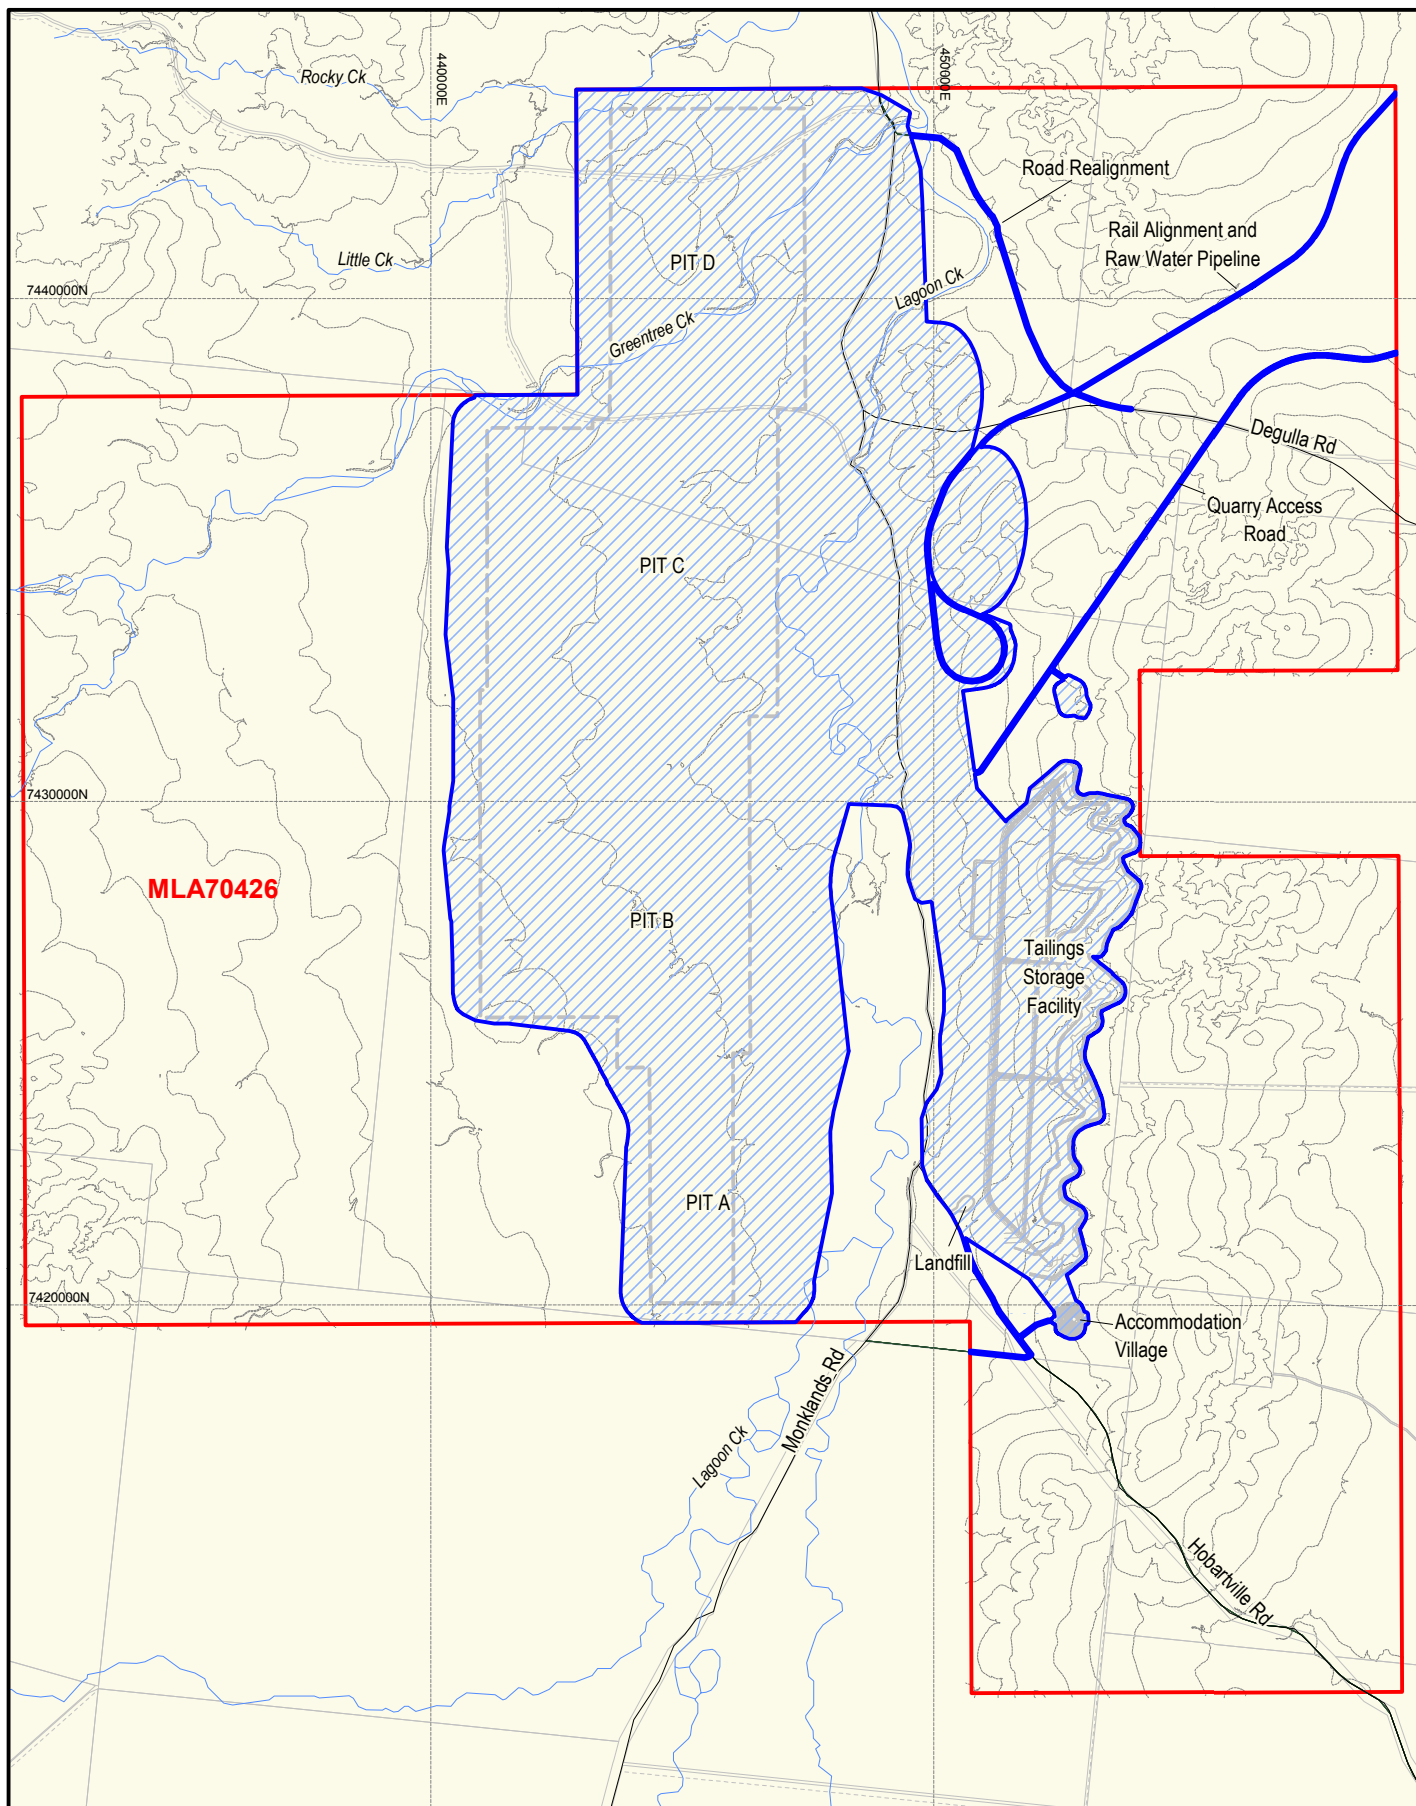 440000E
450000E
Rocky Ck
Road Realignment
Rail Alignment and
Raw Water Pipeline
Little Ck
PIT D
7440000N
Lagoon Ck
Greentree Ck
Degulla Rd
Quarry Access
Road
PIT C
7430000N
MLA70426
PIT B
Tailings
Storage
Facility
PIT A
Landfill
7420000N
Accommodation
Village
Monklands Rd
Lagoon Ck
Hobartville Rd